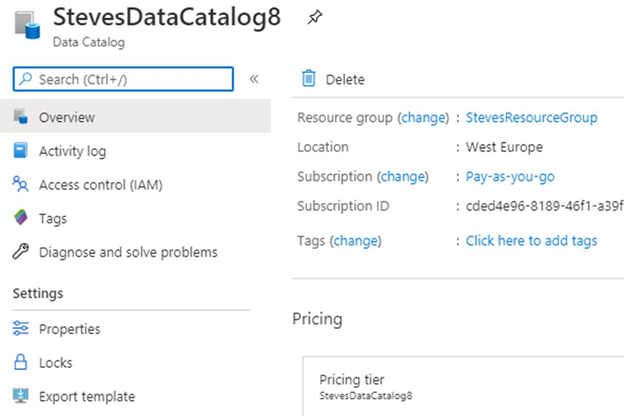 StevesDataCatalog8
Data Catalog
Search (Ctrl+/)
«
Overview
Activity log
Access control (IAM)
Tags
Diagnose and solve problems
Settings
Properties
Locks
Export template
Delete
Resource group (change) : StevesResourceGroup
Location : West Europe
Subscription (change) : Pay-as-you-go
Subscription ID : cded4e96-8189-46f1-a39f
Tags (change) : Click here to add tags
Pricing
Pricing tier
StevesDataCatalog8